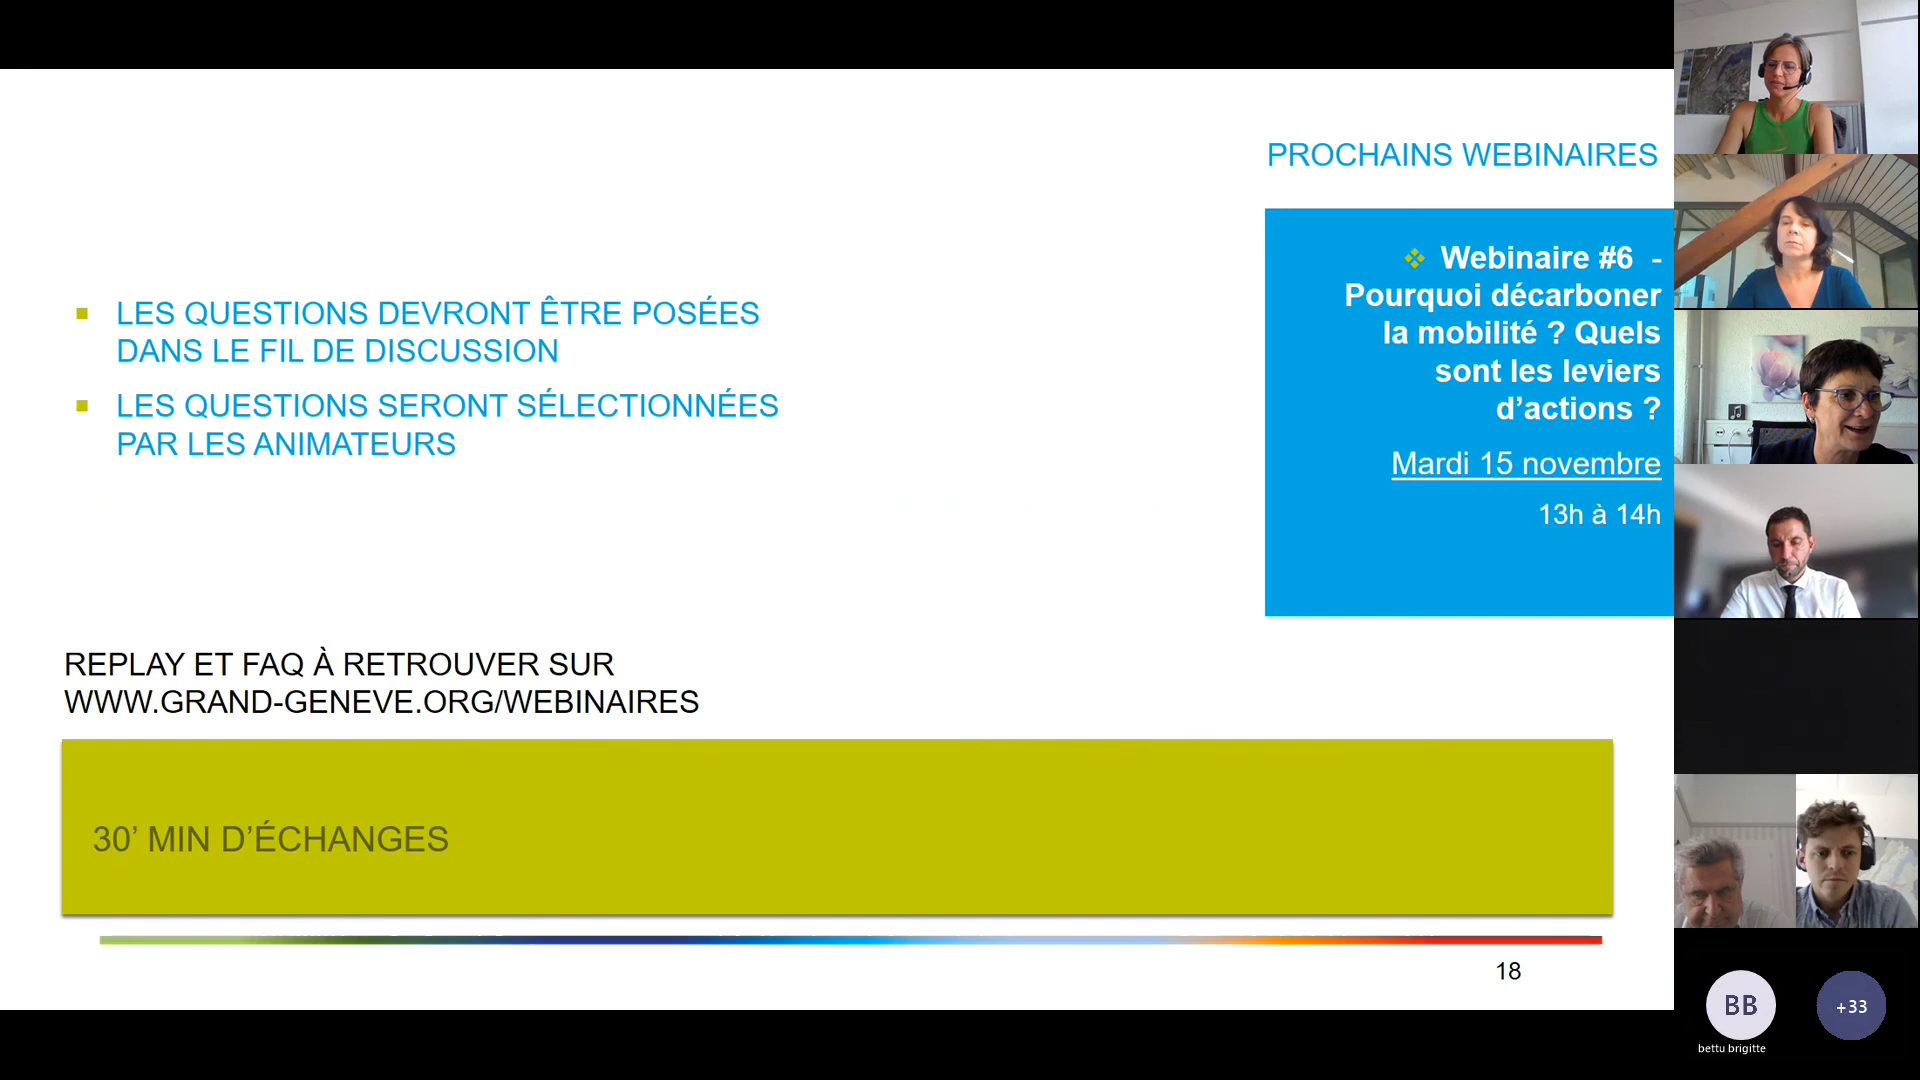 PROCHAINS WEBINAIRES
Webinaire #6 -
Pourquoi décarboner
la mobilité ? Quels
sont les leviers
d’actions ?
Mardi 15 novembre
13h à 14h
LES QUESTIONS DEVRONT ÊTRE POSÉES
DANS LE FIL DE DISCUSSION
LES QUESTIONS SERONT SÉLECTIONNÉES
PAR LES ANIMATEURS
REPLAY ET FAQ À RETROUVER SUR
WWW.GRAND-GENEVE.ORG/WEBINAIRES
30’ MIN D’ÉCHANGES
18
BB
bettu brigitte
+33